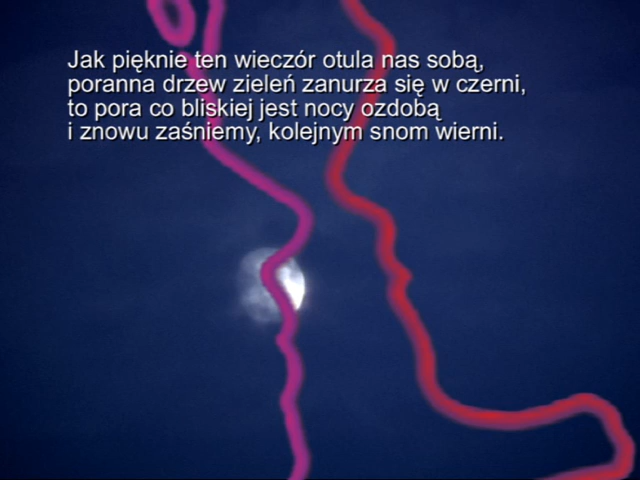 Jak pięknie ten wieczór otula nas sobą,
poranna drzew zieleń zanurza się w czerni,
to pora co bliskiej jest nocy ozdobą
i znowu zaśniemy, kolejnym snom wierni.